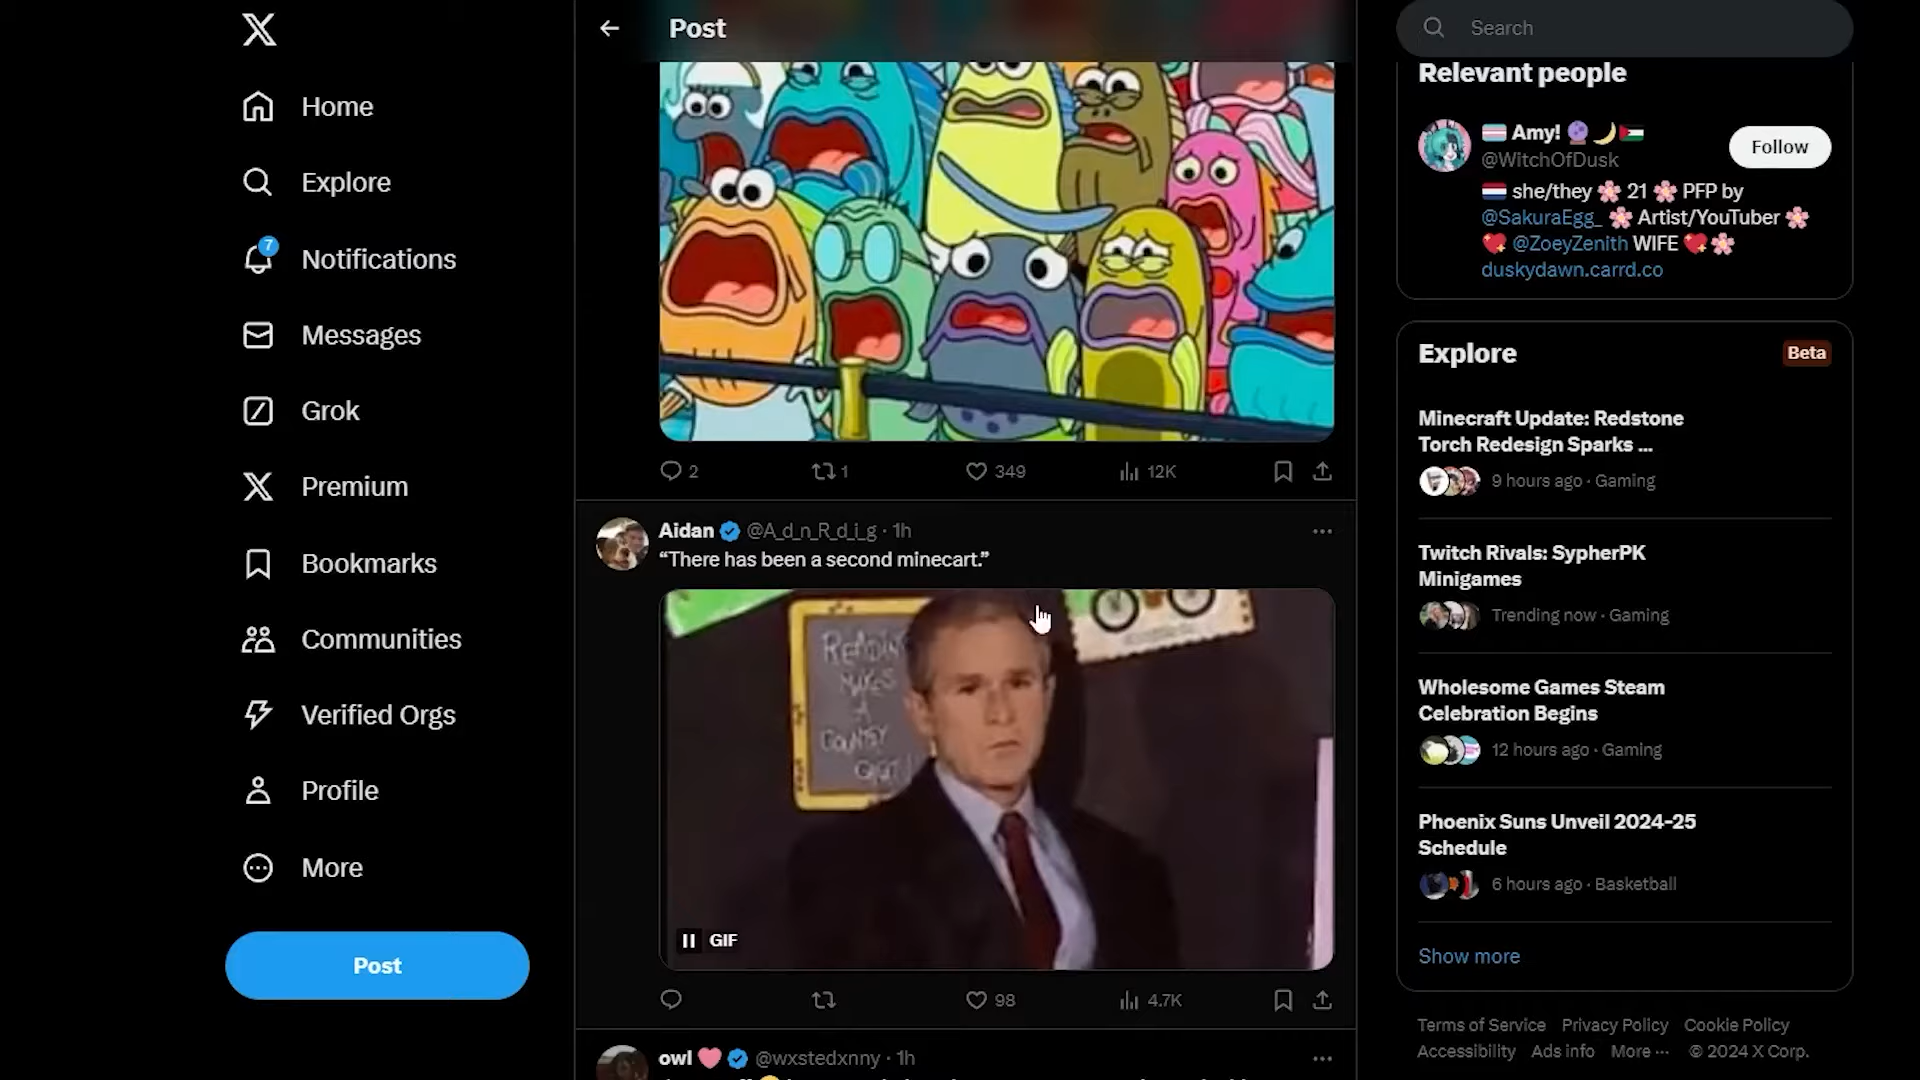 Home
Explore
7
Notifications
Messages
Grok
Premium
Bookmarks
Communities
Verified Orgs
Profile
More
Post
Post
2
1
349
12K
Aidan @A_d_n_R_d_i_g · 1h
“There has been a second minecart.”
READING
MAKES
A
COUNTRY
GREAT!
GIF
98
4.7K
owl @wxstedxnny · 1h
Search
Relevant people
Amy!
@WitchOfDusk
Follow
she/they 🌸 21 🌸 PFP by
@SakuraEgg_ 🌸 Artist/YouTuber 🌸
💖 @ZoeyZenith WIFE 💖🌸
duskydawn.carrd.co
Explore
Beta
Minecraft Update: Redstone
Torch Redesign Sparks ...
9 hours ago · Gaming
Twitch Rivals: SypherPK
Minigames
Trending now · Gaming
Wholesome Games Steam
Celebration Begins
12 hours ago · Gaming
Phoenix Suns Unveil 2024-25
Schedule
6 hours ago · Basketball
Show more
Terms of Service Privacy Policy Cookie Policy
Accessibility Ads info More ··· © 2024 X Corp.